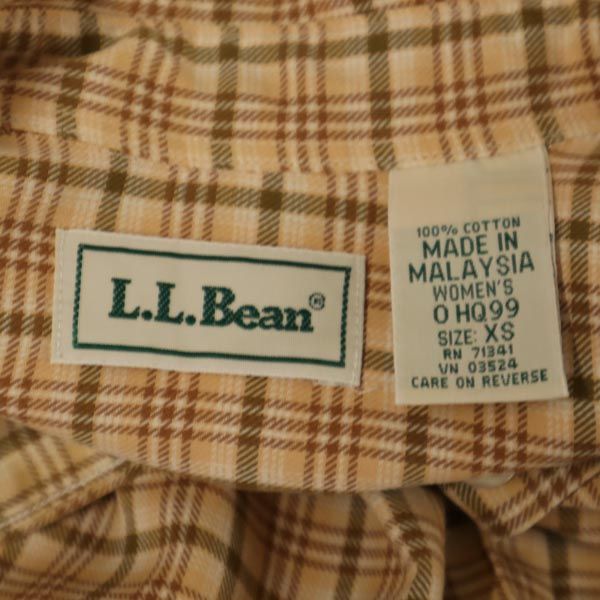 L.L.Bean®
100% COTTON
MADE IN
MALAYSIA
WOMEN'S
0 HQ99
SIZE: XS
RN 71341
VN 03524
CARE ON REVERSE